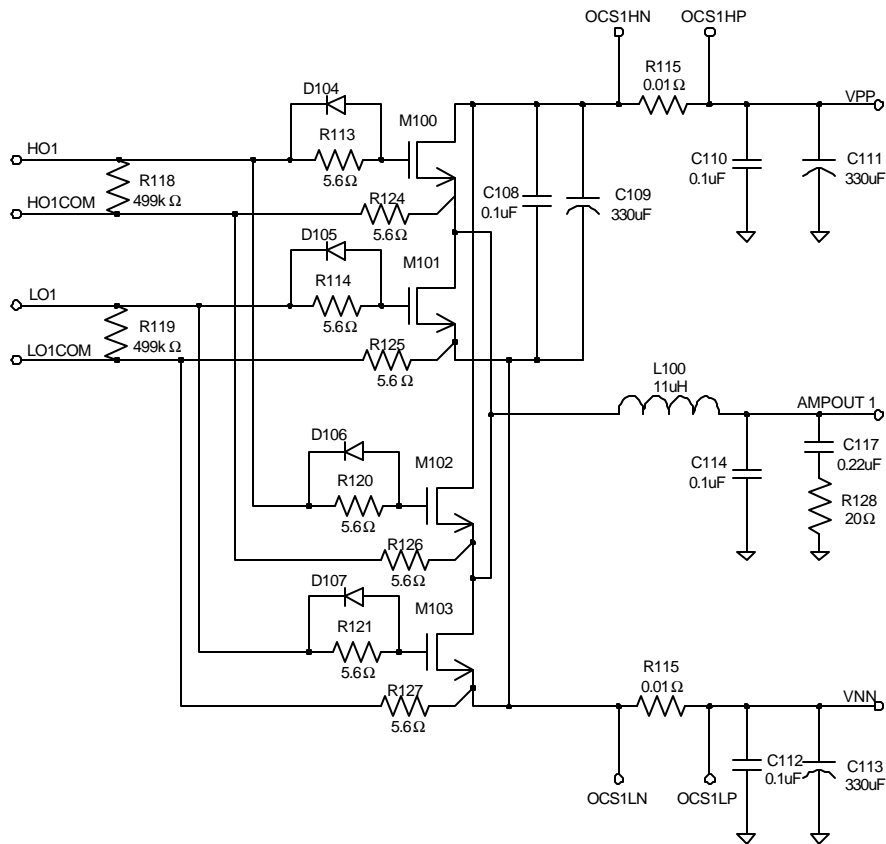 OCS1HN
OCS1HP
R115
0.01Ω
VPP
D104
M100
HO1
R113
5.6Ω
R118
499k Ω
C110
0.1uF
C111
330uF
C108
0.1uF
C109
330uF
HO1COM
R124
5.6Ω
D105
M101
LO1
R114
5.6Ω
R119
499k Ω
LO1COM
R125
5.6 Ω
L100
11uH
AMPOUT 1
D106
M102
R120
5.6Ω
C114
0.1uF
C117
0.22uF
R128
20Ω
R126
5.6Ω
D107
M103
R121
5.6Ω
R115
0.01Ω
VNN
R127
5.6Ω
C112
0.1uF
C113
330uF
OCS1LN
OCS1LP